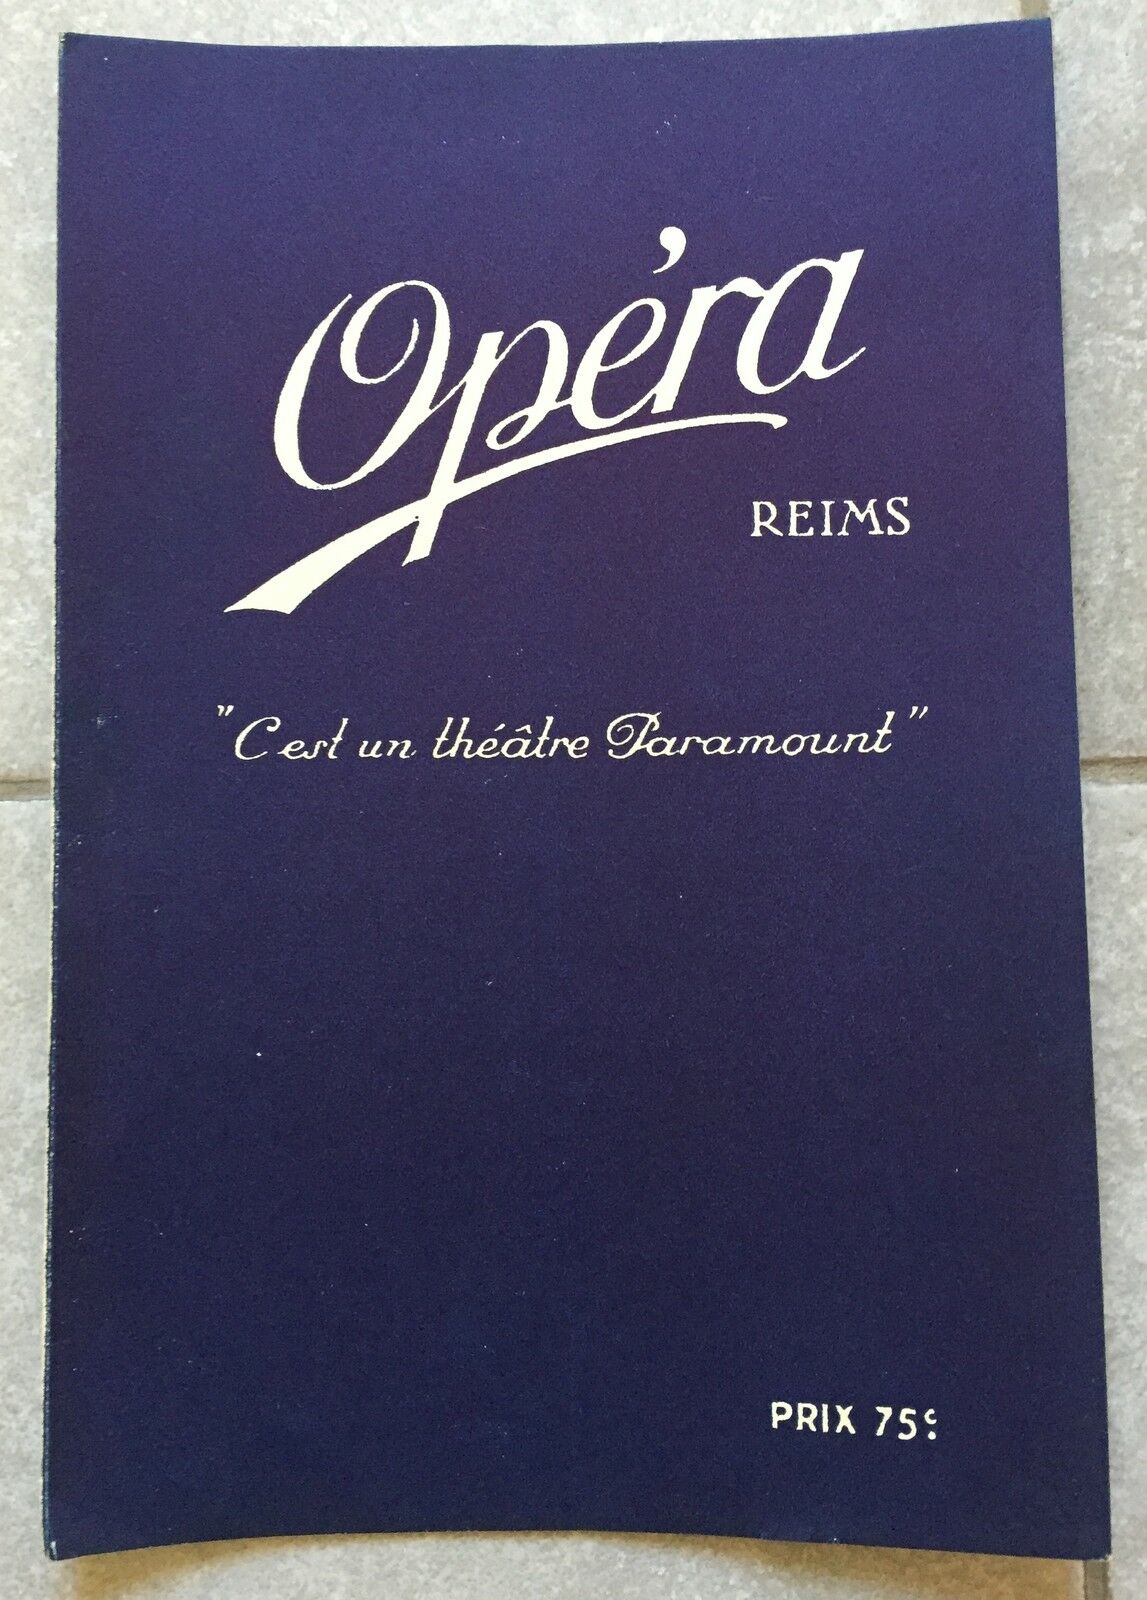 Opéra
REIMS
"C'est un théâtre Paramount"
PRIX 75c.